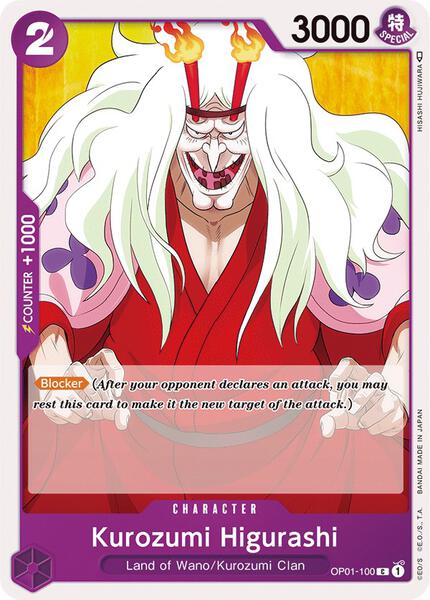 2
3000
特
SPECIAL
HISASHI HUJIWARA
COUNTER +1000
Blocker (After your opponent declares an attack, you may
rest this card to make it the new target of the attack.)
CHARACTER
Kurozumi Higurashi
Land of Wano/Kurozumi Clan
OP01-100 C 1
©E.O/S ©E.O./S., T.A. BANDAI MADE IN JAPAN